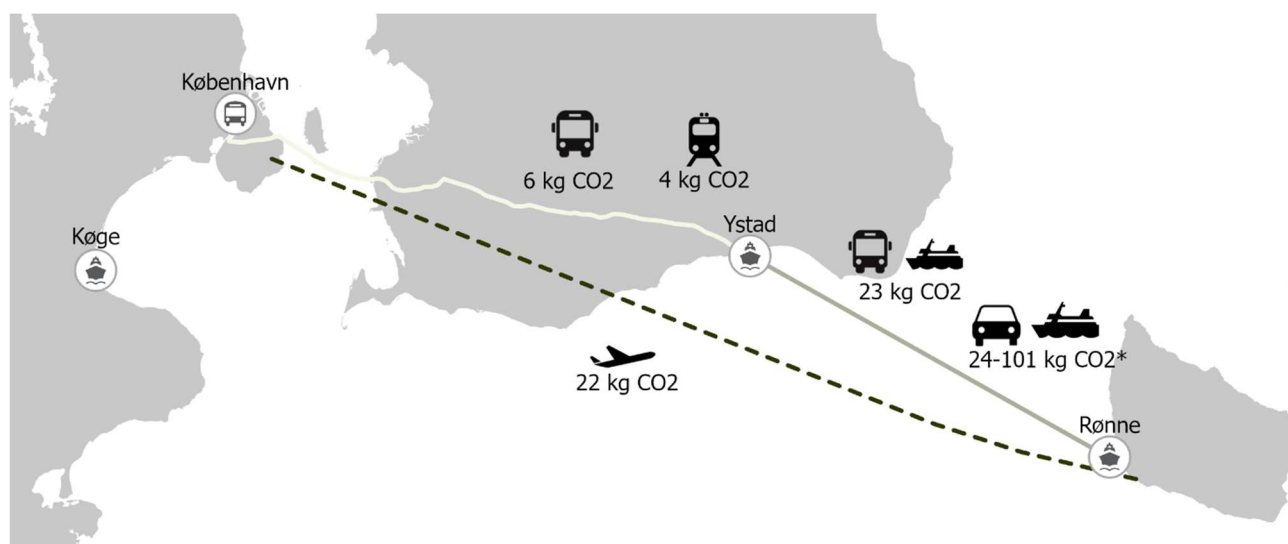 København
6 kg CO2
4 kg CO2
Ystad
Køge
23 kg CO2
24-101 kg CO2*
22 kg CO2
Rønne